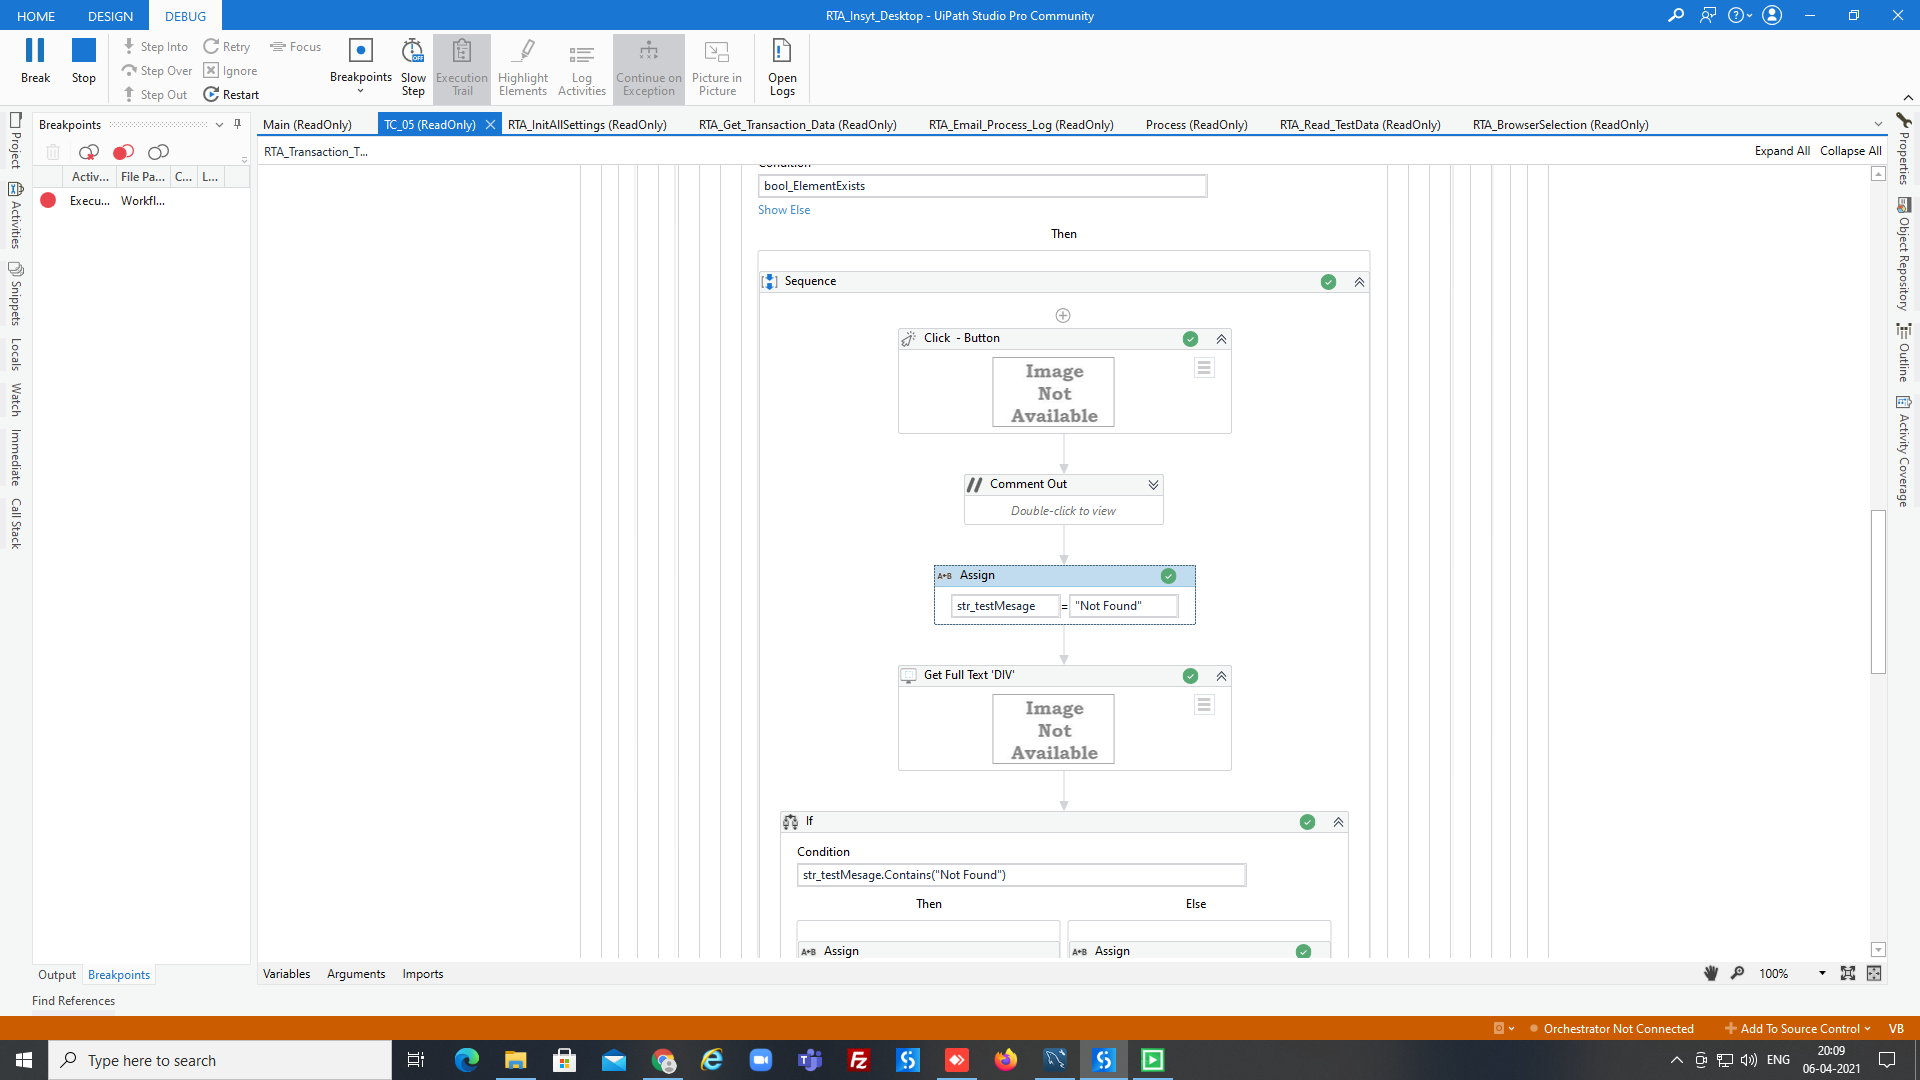 HOME DESIGN DEBUG
RTA_Insyt_Desktop - UiPath Studio Pro Community
Break
Stop
Step Into
Step Over
Step Out
Retry
Ignore
Restart
Focus
Breakpoints
Slow
Step
Execution
Trail
Highlight
Elements
Log
Activities
Continue on
Exception
Picture in
Picture
Open
Logs
Project
Activities
Snippets
Locals
Watch
Immediate
Call Stack
Breakpoints
Activ... File Pa... C... L...
Execu... Workfl...
Main (ReadOnly) TC_05 (ReadOnly) RTA_InitAllSettings (ReadOnly) RTA_Get_Transaction_Data (ReadOnly) RTA_Email_Process_Log (ReadOnly) Process (ReadOnly) RTA_Read_TestData (ReadOnly) RTA_BrowserSelection (ReadOnly)
RTA_Transaction_T...
Expand All Collapse All
Condition
bool_ElementExists
Show Else
Then
Sequence
Click - Button
Image
Not
Available
Comment Out
Double-click to view
A+B Assign
str_testMesage = "Not Found"
Get Full Text 'DIV'
Image
Not
Available
If
Condition
str_testMesage.Contains("Not Found")
Then Else
A+B Assign
A+B Assign
Properties
Object Repository
Outline
Activity Coverage
Output Breakpoints
Variables Arguments Imports
100%
Find References
Orchestrator Not Connected
Add To Source Control
VB
Type here to search
ENG
20:09
06-04-2021